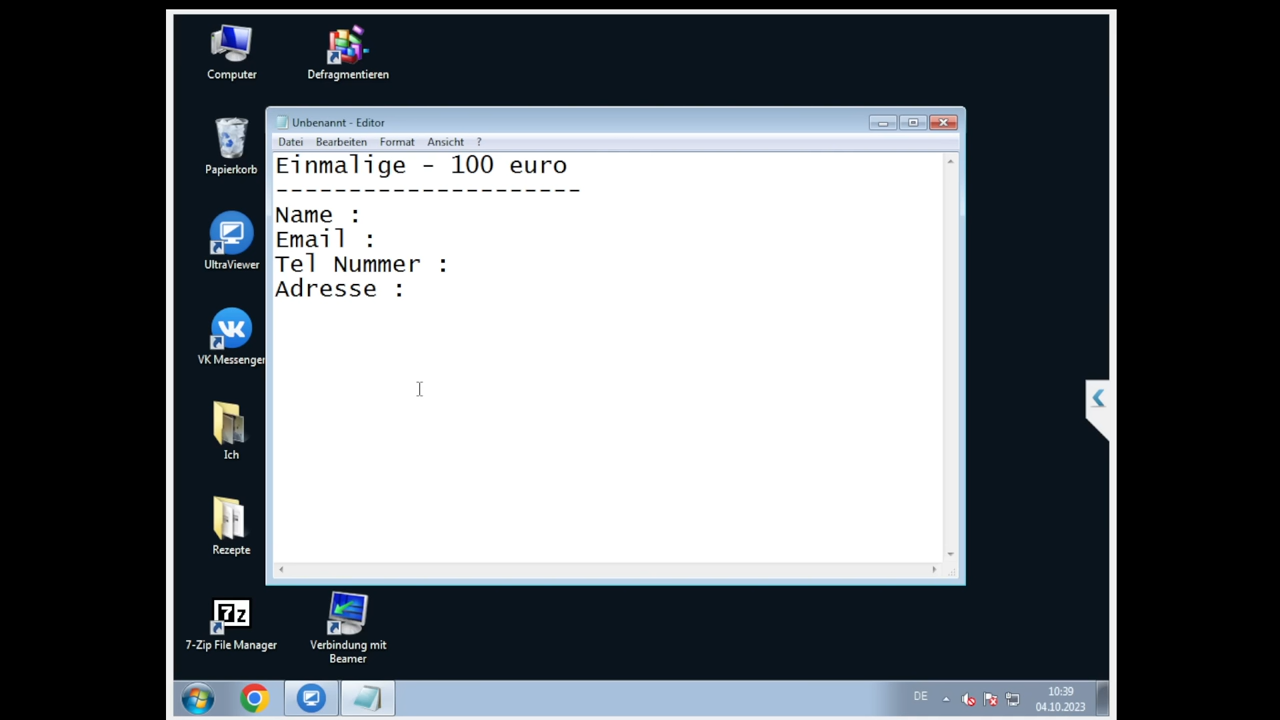 Computer
Defragmentieren
Papierkorb
UltraViewer
VK Messenger
Ich
Rezepte
7z
7-Zip File Manager
Verbindung mit
Beamer
Unbenannt - Editor
Datei Bearbeiten Format Ansicht ?
Einmalige - 100 euro
---------------------
Name :
Email :
Tel Nummer :
Adresse :
DE
10:39
04.10.2023